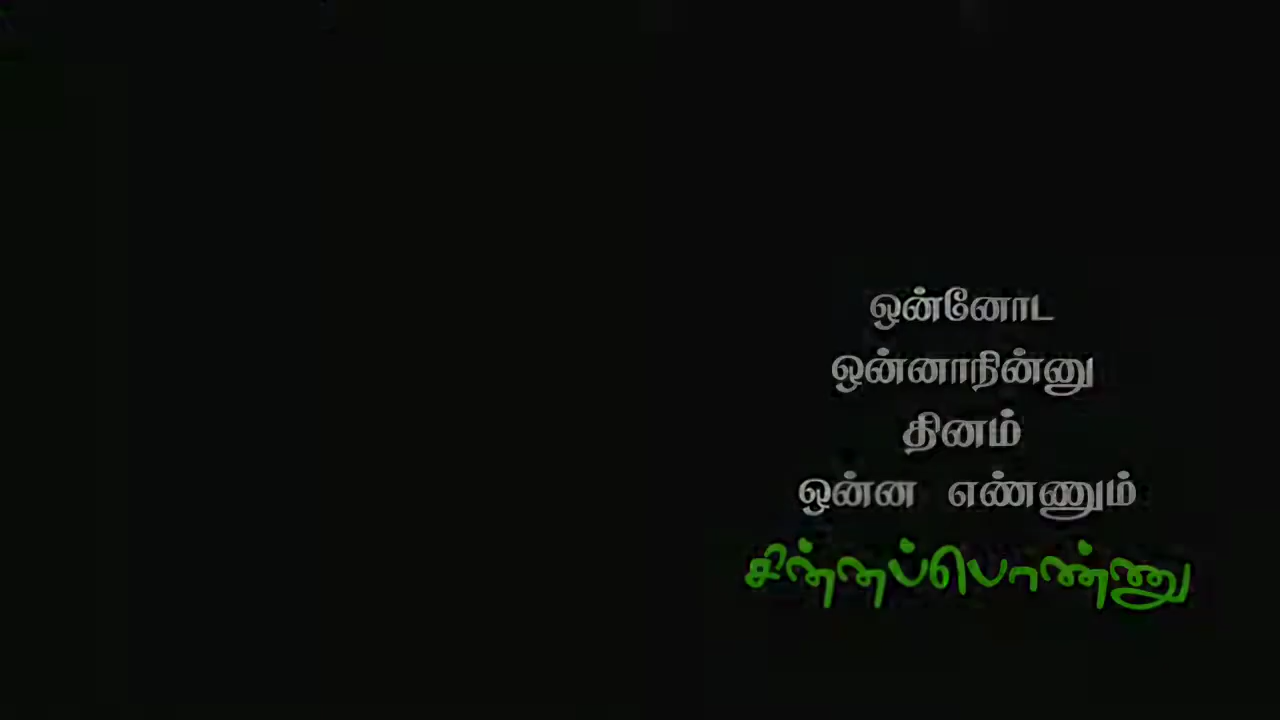 ஒன்னோட
ஒன்னாநின்னு
தினம்
ஒன்ன எண்ணும்
சின்னப்பொண்ணு